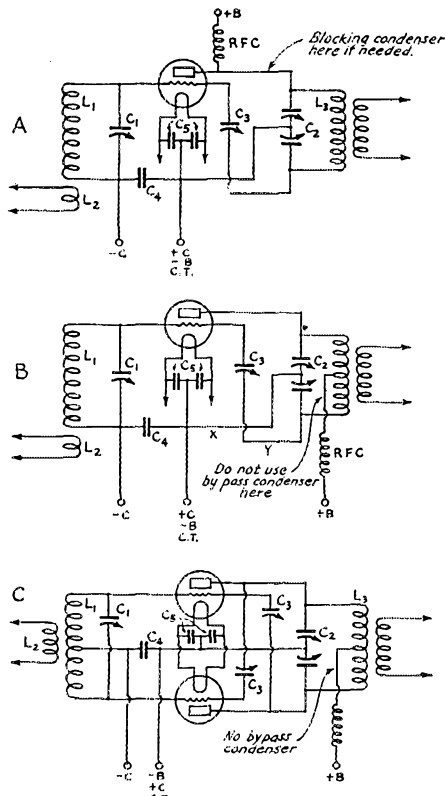 +B
RFC
Blocking condenser
here if needed.
A
L1
C1
C5
C3
L3
C2
L2
C4
-C
+C
-B
C.T.
B
L1
C1
C5
C3
C2
C4
X
L2
Y
Do not use
by pass condenser
here
RFC
-C
+C
-B
C.T.
+B
C
L1
C1
C5
C3
L3
C2
L2
C4
C3
No bypass
condenser
-C
-B
+C
+B